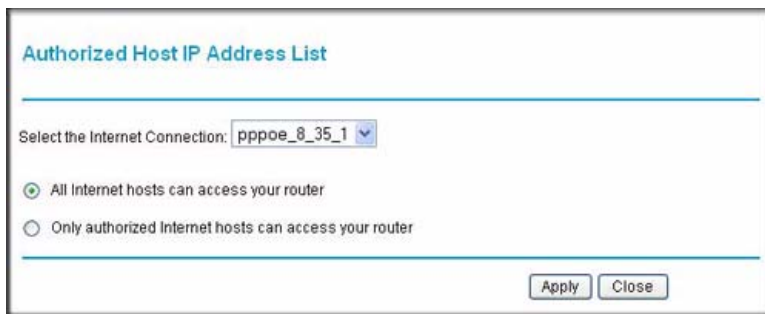 Authorized Host IP Address List
Select the Internet Connection: pppoe_8_35_1
All Internet hosts can access your router
Only authorized Internet hosts can access your router
Apply Close